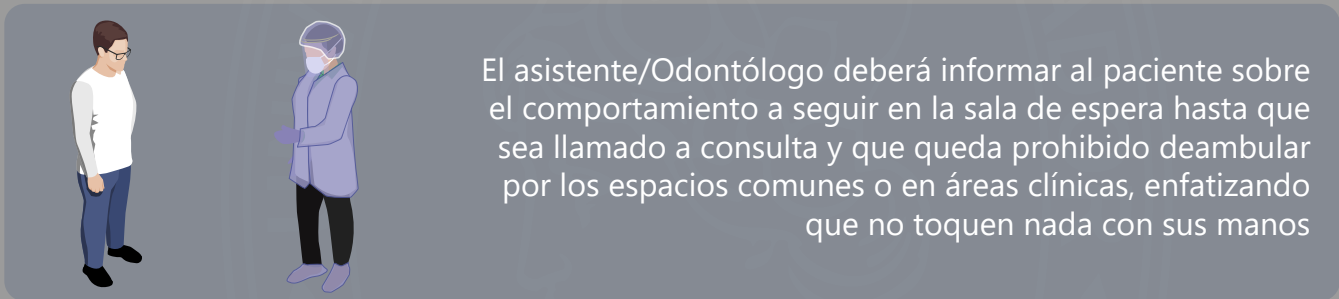 El asistente/Odontólogo deberá informar al paciente sobre
el comportamiento a seguir en la sala de espera hasta que
sea llamado a consulta y que queda prohibido deambular
por los espacios comunes o en áreas clínicas, enfatizando
que no toquen nada con sus manos